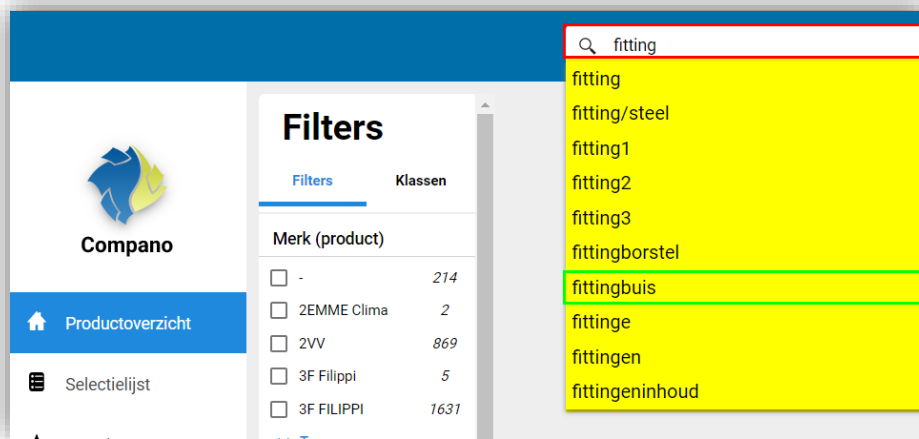 fitting
fitting
fitting/steel
fitting1
fitting2
fitting3
fittingborstel
fittingbuis
fittinge
fittingen
fittingeninhoud
Compano
Productoverzicht
Selectielijst
Filters
Filters Klassen
Merk (product)
- 214
2EMME Clima 2
2VV 869
3F Filippi 5
3F FILIPPI 1631